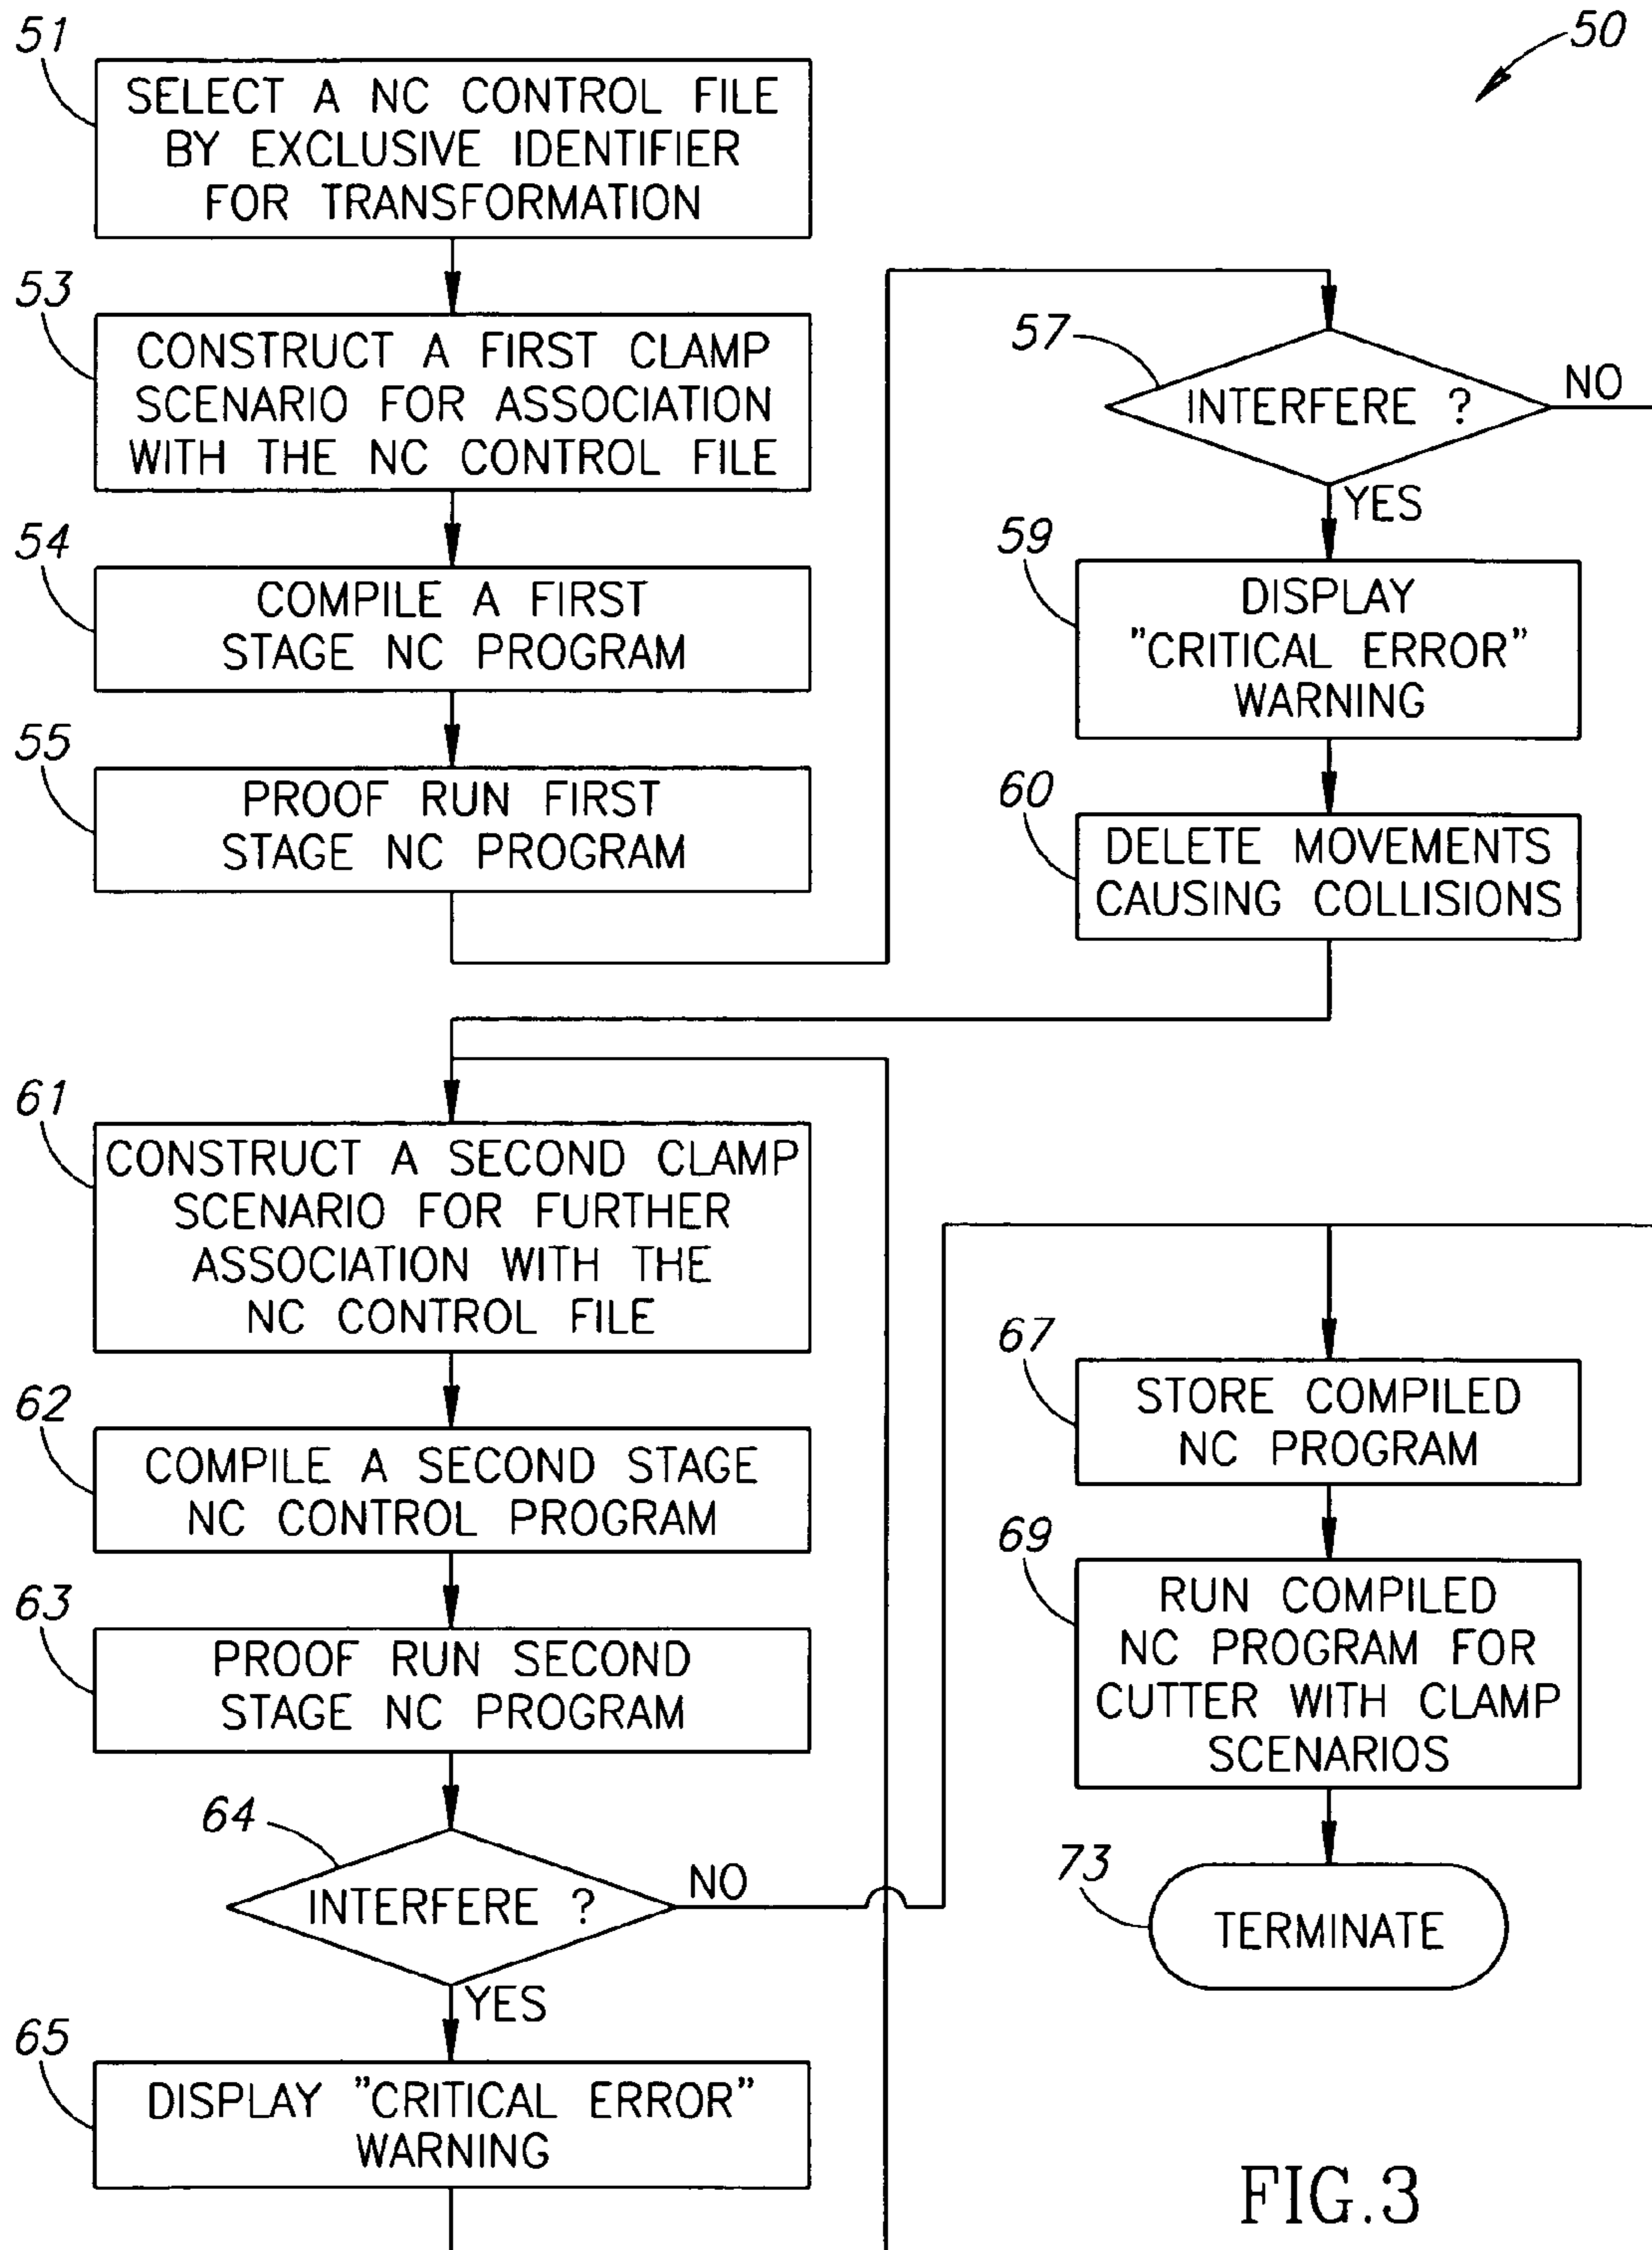 50
51
SELECT A NC CONTROL FILE
BY EXCLUSIVE IDENTIFIER
FOR TRANSFORMATION
53
CONSTRUCT A FIRST CLAMP
SCENARIO FOR ASSOCIATION
WITH THE NC CONTROL FILE
54
COMPILE A FIRST
STAGE NC PROGRAM
55
PROOF RUN FIRST
STAGE NC PROGRAM
57
INTERFERE ?
NO
YES
59
DISPLAY
"CRITICAL ERROR"
WARNING
60
DELETE MOVEMENTS
CAUSING COLLISIONS
61
CONSTRUCT A SECOND CLAMP
SCENARIO FOR FURTHER
ASSOCIATION WITH THE
NC CONTROL FILE
62
COMPILE A SECOND STAGE
NC CONTROL PROGRAM
63
PROOF RUN SECOND
STAGE NC PROGRAM
64
INTERFERE ?
NO
YES
65
DISPLAY "CRITICAL ERROR"
WARNING
67
STORE COMPILED
NC PROGRAM
69
RUN COMPILED
NC PROGRAM FOR
CUTTER WITH CLAMP
SCENARIOS
73
TERMINATE
FIG.3